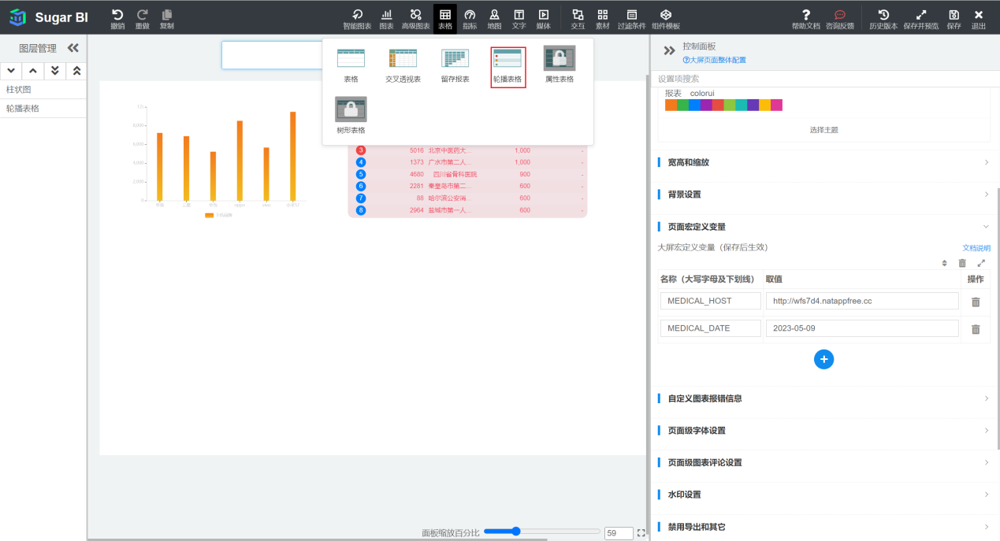 Sugar BI
撤销 重做 复制 智能图表 图表 高级图表 表格 指标 地图 文字 媒体 交互 素材 过滤条件 组件模板 帮助文档 咨询反馈 历史版本 保存并预览 保存 退出
图层管理
柱状图
轮播表格
表格 交叉透视表 留存报表 轮播表格 属性表格
树形表格
8,000
6,000
4,000
2,000
0
苹果 三星 华为 oppo vivo
3 5016 北京中医药大... 1,000 -
4 1373 广水市第二人... 1,000 -
5 4680 四川省骨科医院 900 -
6 2281 秦皇岛市第二... 600 -
7 88 哈尔滨公安消... 600 -
8 2964 盐城市第一人... 600 -
面板缩放百分比 59
控制面板
大屏页面整体配置
设置项搜索
报表 colorui
选择主题
宽高和缩放
背景设置
页面宏定义变量
大屏宏定义变量（保存后生效） 文档说明
名称（大写字母及下划线） 取值 操作
MEDICAL_HOST http://wfs7d4.natappfree.cc
MEDICAL_DATE 2023-05-09
自定义图表报错信息
页面级字体设置
页面级图表评论设置
水印设置
禁用导出和其它